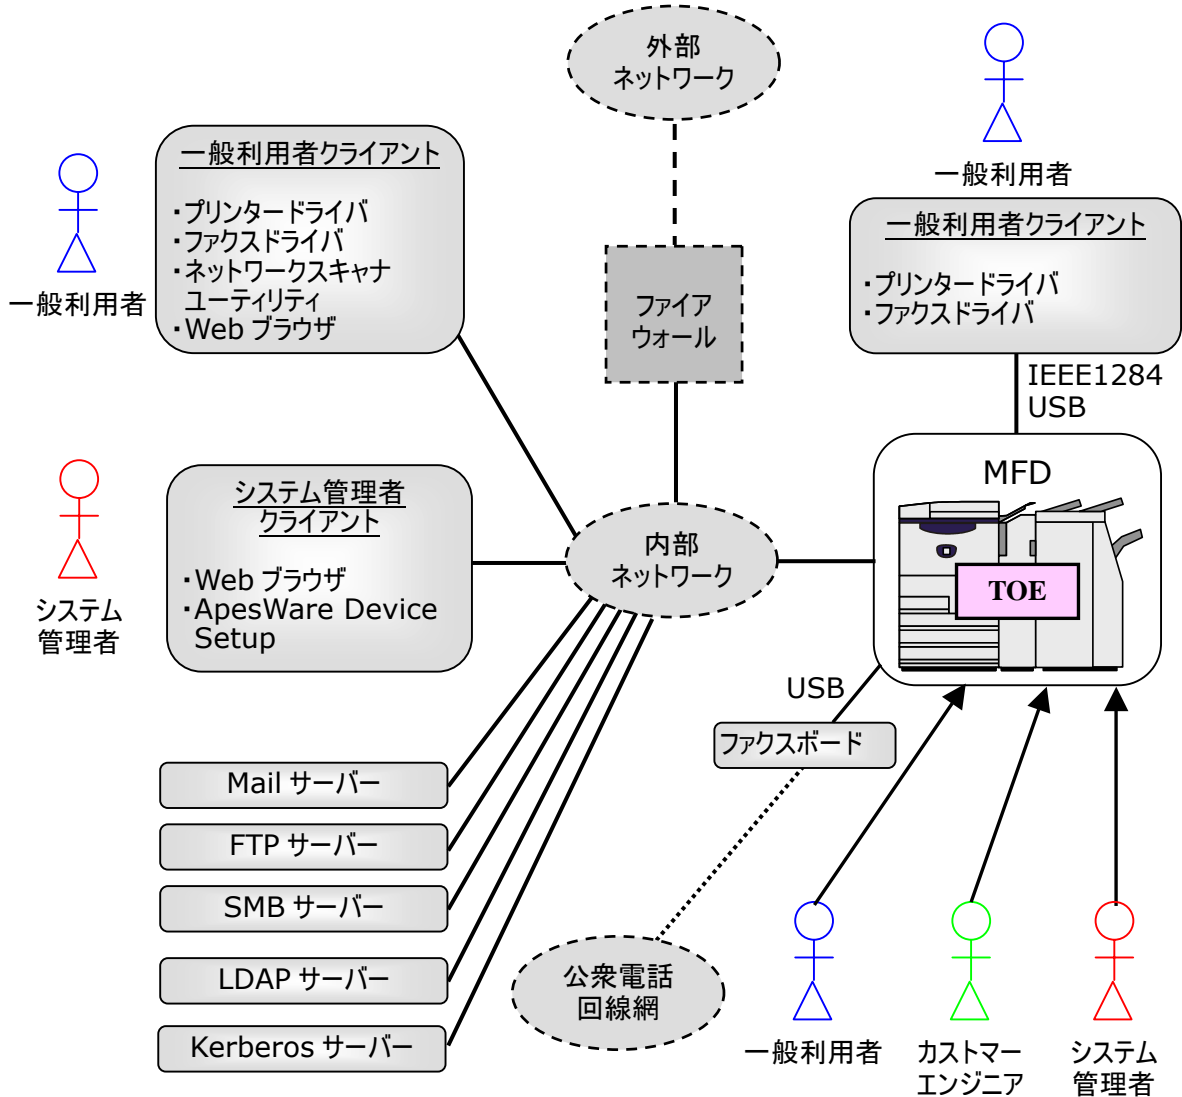 外部
ネットワーク
一般利用者
一般利用者クライアント
・プリンタードライバ
・ファクスドライバ
・ネットワークスキャナ
ユーティリティ
・Web ブラウザ
一般利用者
ファイア
ウォール
一般利用者クライアント
・プリンタードライバ
・ファクスドライバ
IEEE1284
USB
システム管理者
クライアント
・Web ブラウザ
・ApesWare Device
Setup
システム
管理者
内部
ネットワーク
MFD
TOE
USB
ファクスボード
Mail サーバー
FTP サーバー
SMB サーバー
LDAP サーバー
Kerberos サーバー
公衆電話
回線網
一般利用者
カストマー
エンジニア
システム
管理者